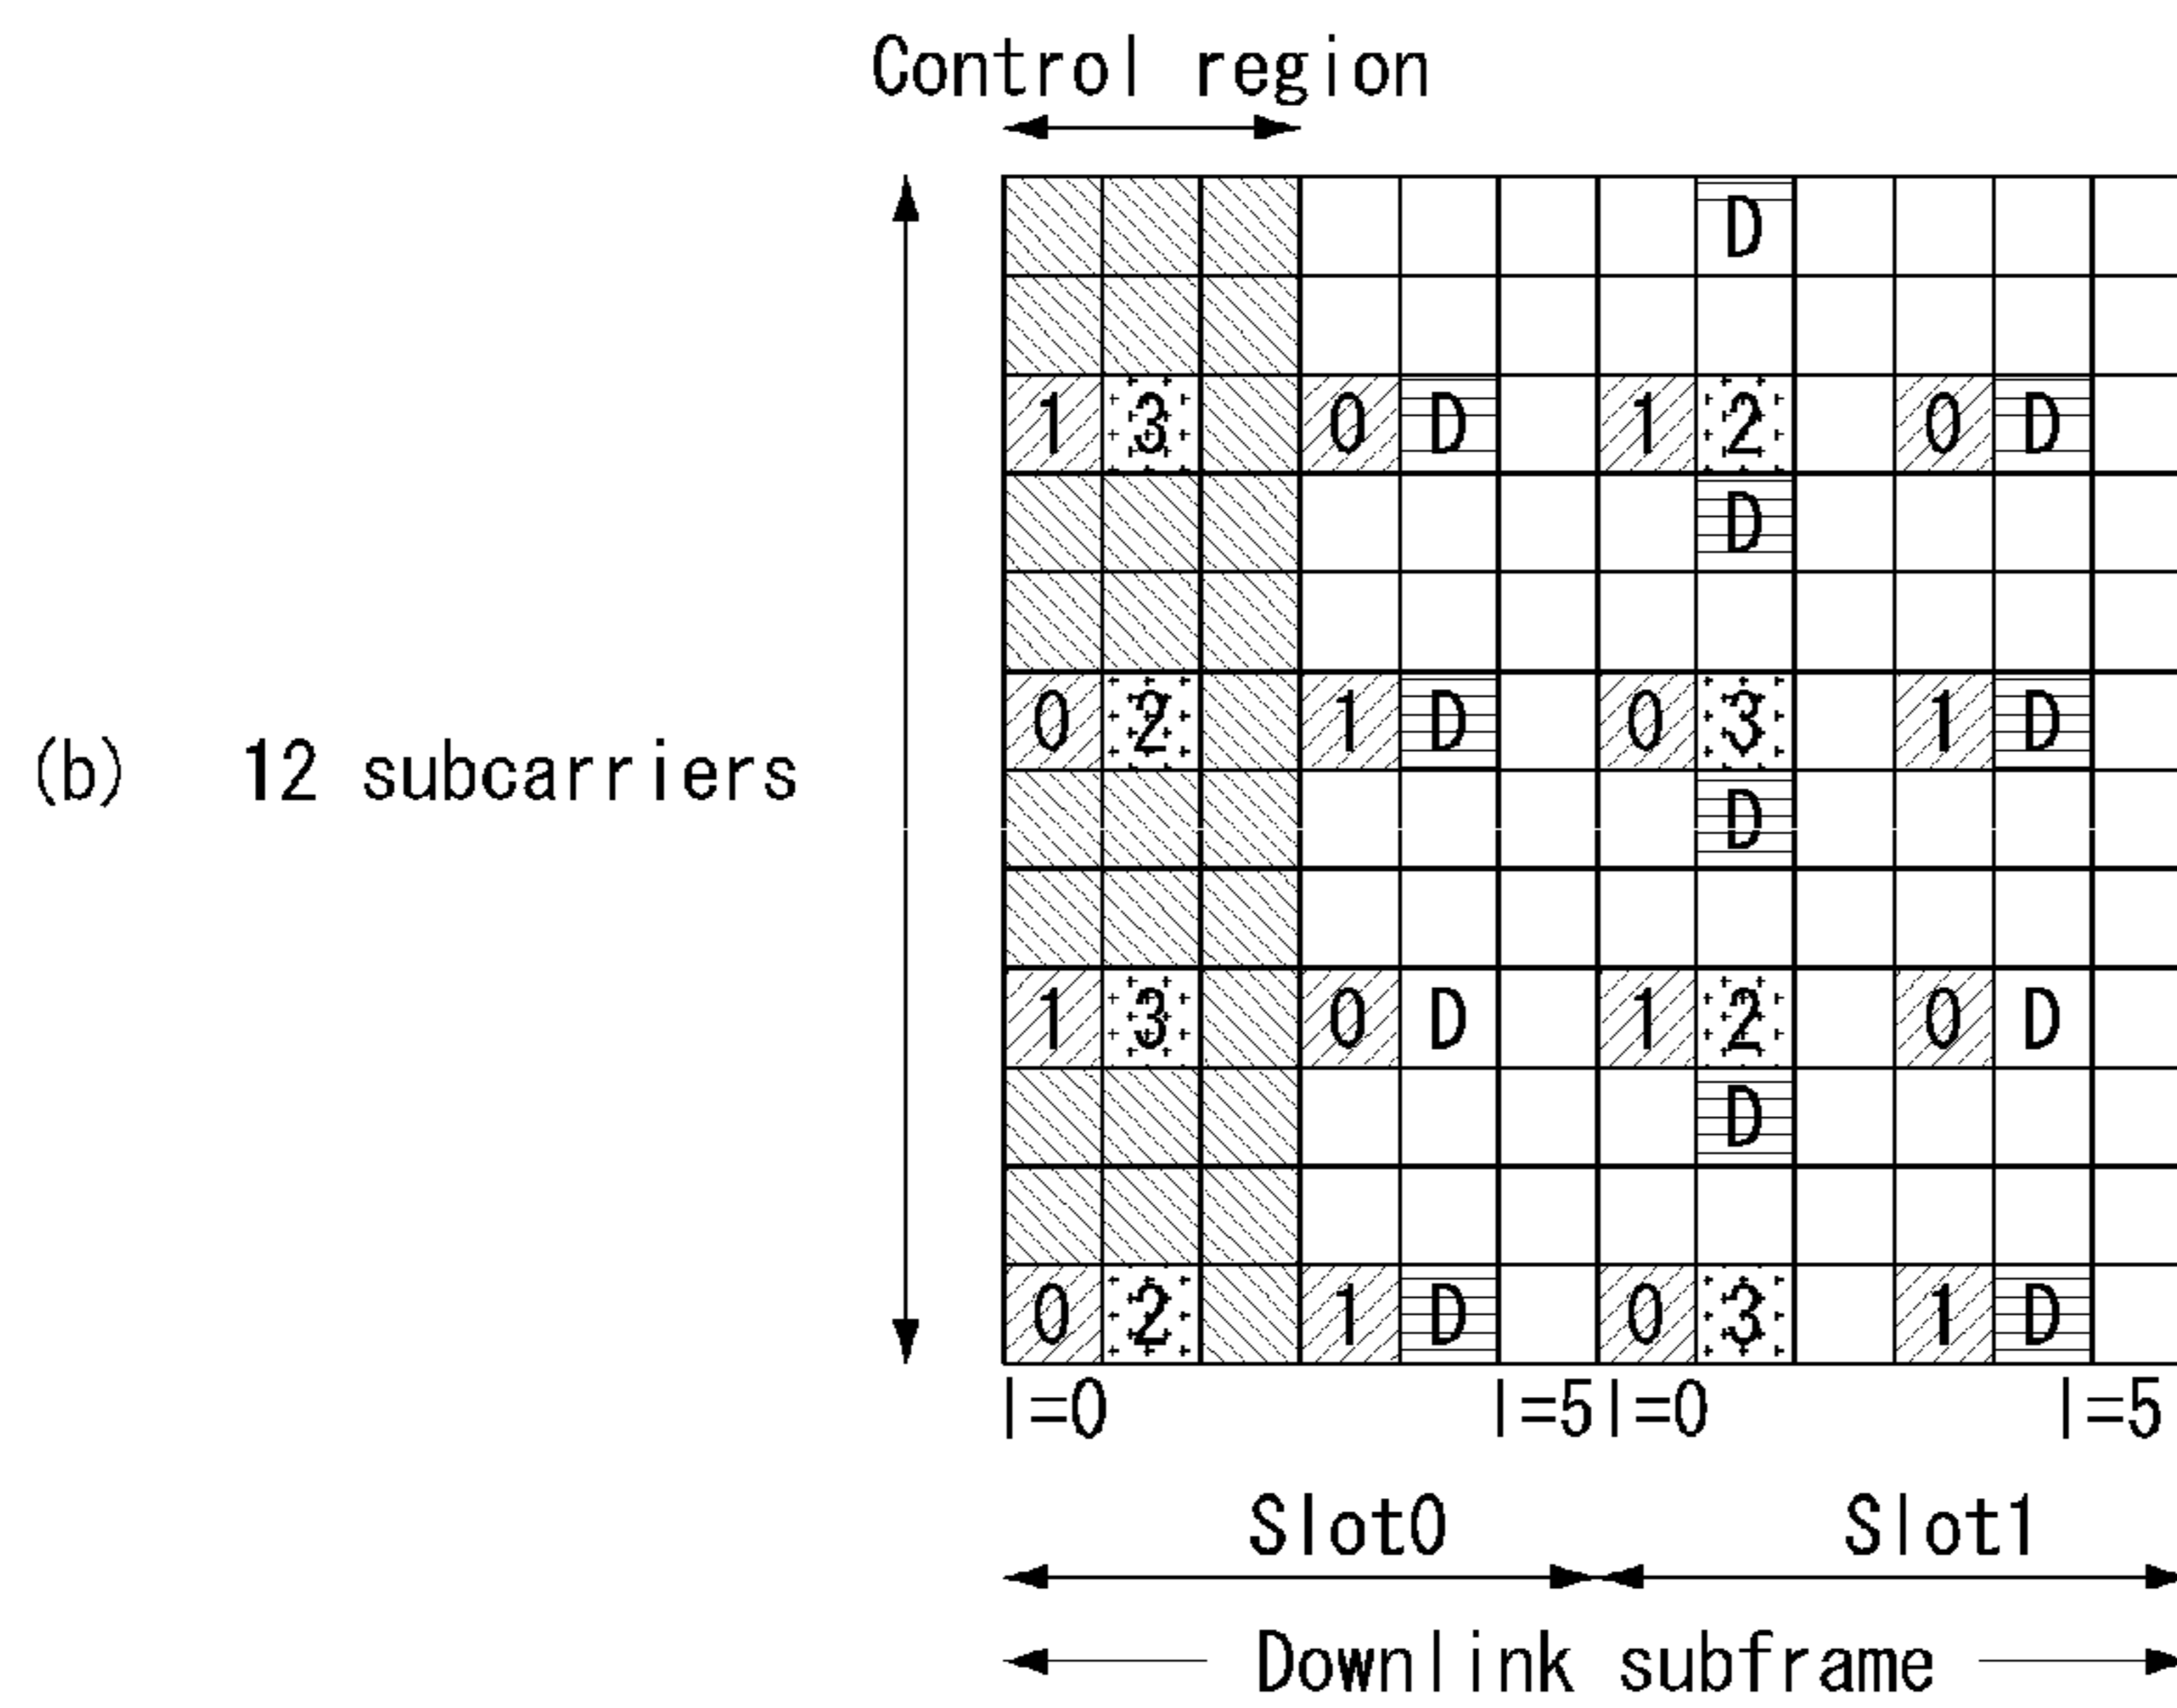 Control region
D
1 3 0 D 1 2 0 D
D
0 2 1 D 0 3 1 D
(b) 12 subcarriers
D
1 3 0 D 1 2 0 D
D
0 2 1 D 0 3 1 D
l=0 l=5 l=0 l=5
Slot0 Slot1
Downlink subframe